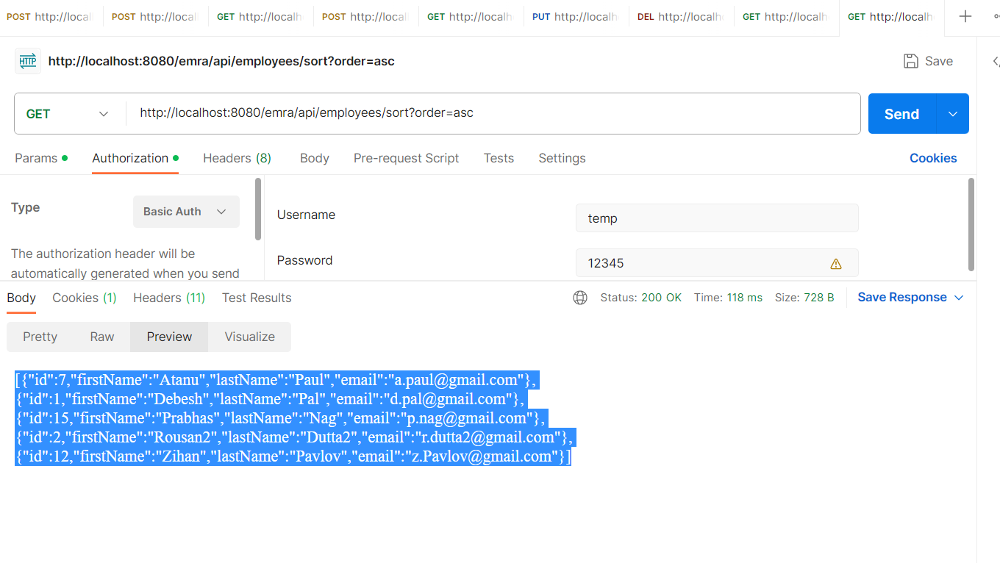 POST http://local POST http://local GET http://localh POST http://local GET http://localh PUT http://localh DEL http://localh GET http://localh GET http://localh
HTTP http://localhost:8080/emra/api/employees/sort?order=asc Save
GET http://localhost:8080/emra/api/employees/sort?order=asc Send
Params Authorization Headers (8) Body Pre-request Script Tests Settings Cookies
Type Basic Auth
Username temp
The authorization header will be
automatically generated when you send
Password 12345
Body Cookies (1) Headers (11) Test Results Status: 200 OK Time: 118 ms Size: 728 B Save Response
Pretty Raw Preview Visualize
[{"id":7,"firstName":"Atanu","lastName":"Paul","email":"a.paul@gmail.com"},
{"id":1,"firstName":"Debesh","lastName":"Pal","email":"d.pal@gmail.com"},
{"id":15,"firstName":"Prabhas","lastName":"Nag","email":"p.nag@gmail.com"},
{"id":2,"firstName":"Rousan2","lastName":"Dutta2","email":"r.dutta2@gmail.com"},
{"id":12,"firstName":"Zihan","lastName":"Pavlov","email":"z.Pavlov@gmail.com"}]